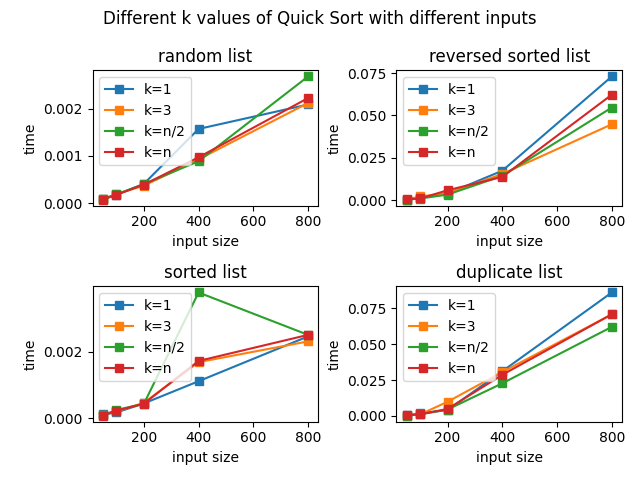 Different k values of Quick Sort with different inputs
random list
k=1
k=3
k=n/2
k=n
time
0.002
0.001
0.000
200
400
600
800
input size
reversed sorted list
k=1
k=3
k=n/2
k=n
time
0.075
0.050
0.025
0.000
200
400
600
800
input size
sorted list
k=1
k=3
k=n/2
k=n
time
0.002
0.000
200
400
600
800
input size
duplicate list
k=1
k=3
k=n/2
k=n
time
0.075
0.050
0.025
0.000
200
400
600
800
input size